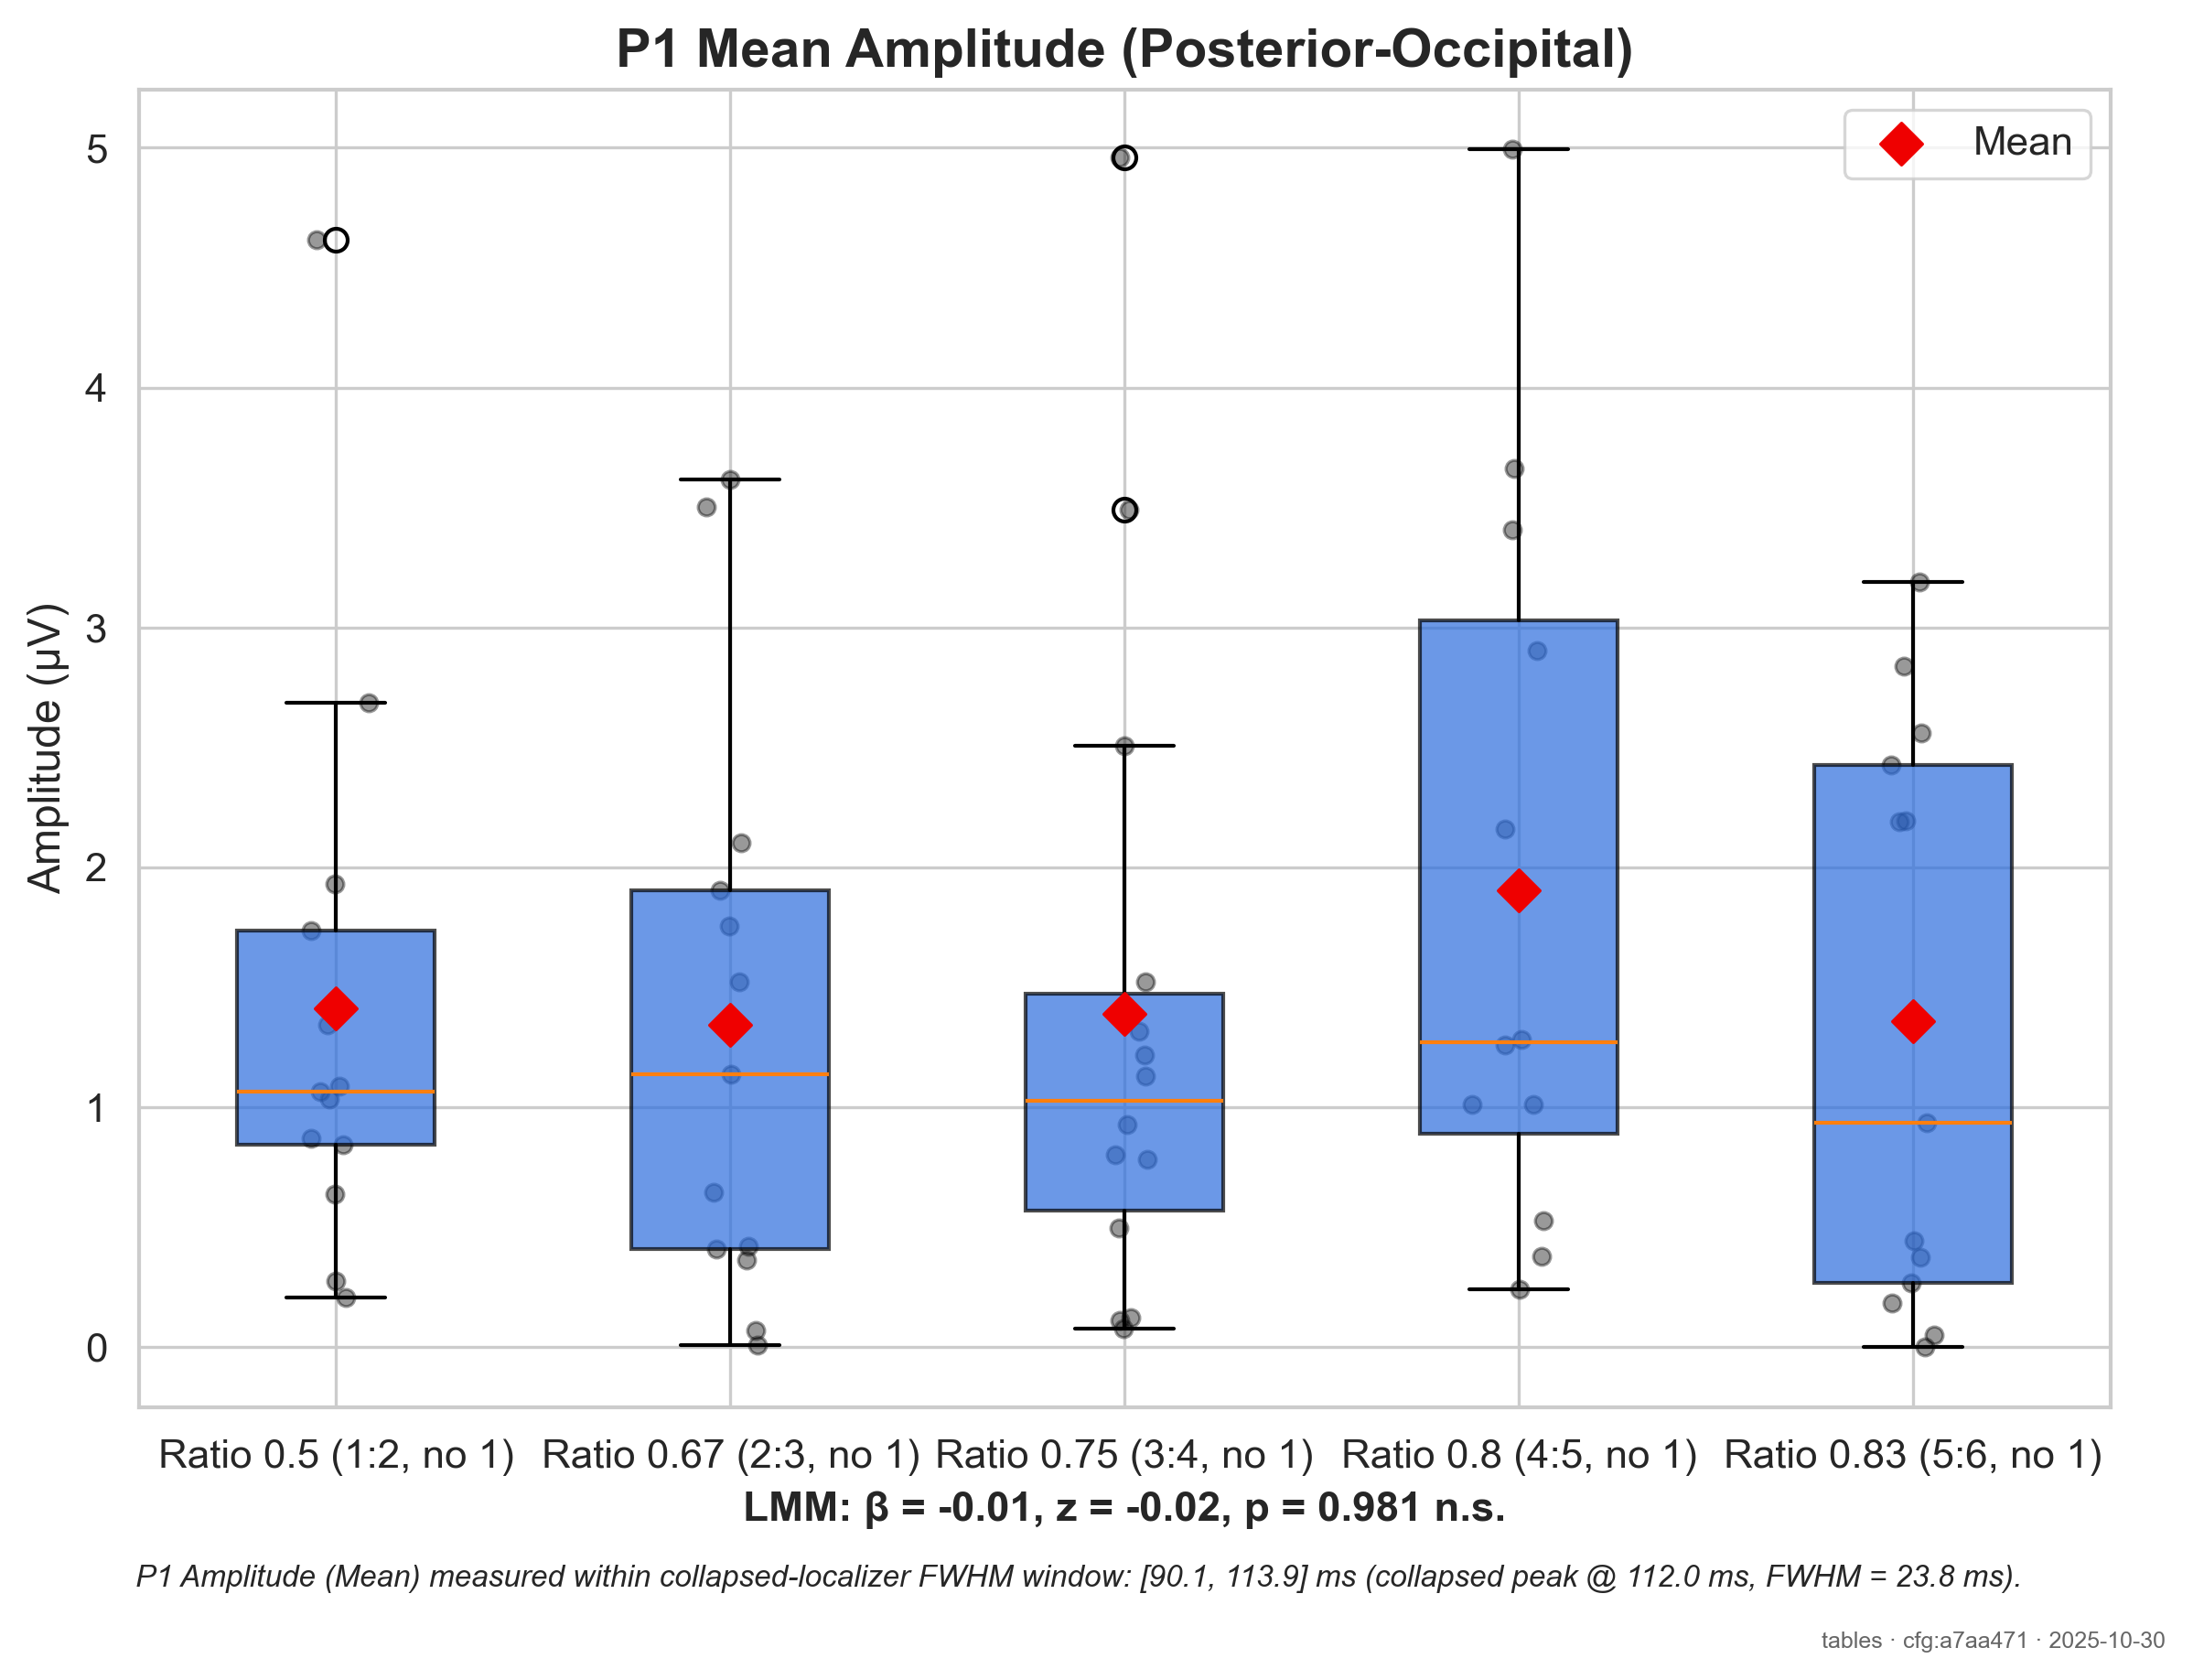 P1 Mean Amplitude (Posterior-Occipital)
Mean
5
4
3
2
1
0
Amplitude (µV)
Ratio 0.5 (1:2, no 1)
Ratio 0.67 (2:3, no 1)
Ratio 0.75 (3:4, no 1)
Ratio 0.8 (4:5, no 1)
Ratio 0.83 (5:6, no 1)
LMM: β = -0.01, z = -0.02, p = 0.981 n.s.
P1 Amplitude (Mean) measured within collapsed-localizer FWHM window: [90.1, 113.9] ms (collapsed peak @ 112.0 ms, FWHM = 23.8 ms).
tables · cfg:a7aa471 · 2025-10-30